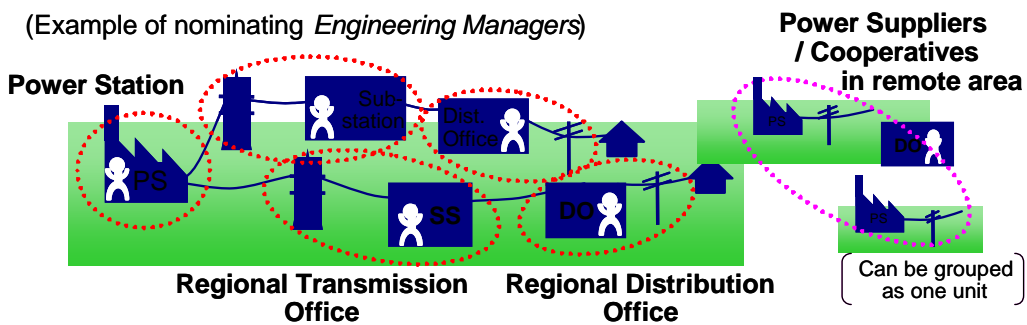 (Example of nominating Engineering Managers)
Power Suppliers
/ Cooperatives
in remote area
Power Station
Sub-
station
Dist.
Office
PS
DO
PS
SS
DO
PS
Regional Transmission
Office
Regional Distribution
Office
Can be grouped
as one unit